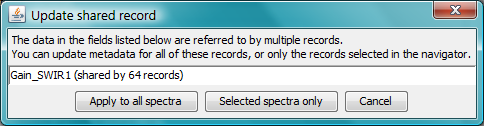 Update shared record
The data in the fields listed below are referred to by multiple records.
You can update metadata for all of these records, or only the records selected in the navigator.
Gain_SWIR1 (shared by 64 records)
Apply to all spectra Selected spectra only Cancel